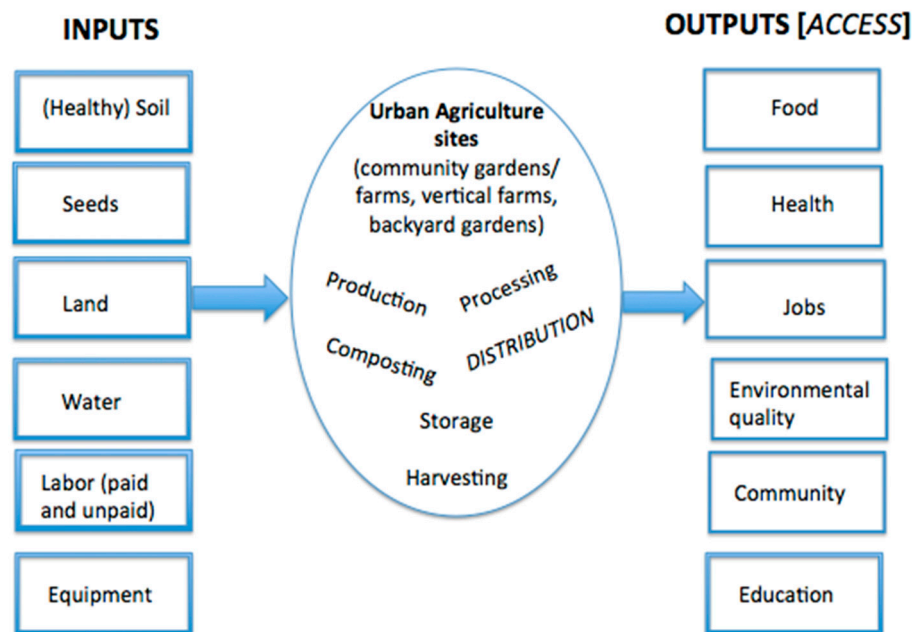 INPUTS
(Healthy) Soil
Seeds
Land
Water
Labor (paid
and unpaid)
Equipment
Urban Agriculture
sites
(community gardens/
farms, vertical farms,
backyard gardens)
Production
Processing
Composting
DISTRIBUTION
Storage
Harvesting
OUTPUTS [ACCESS]
Food
Health
Jobs
Environmental
quality
Community
Education